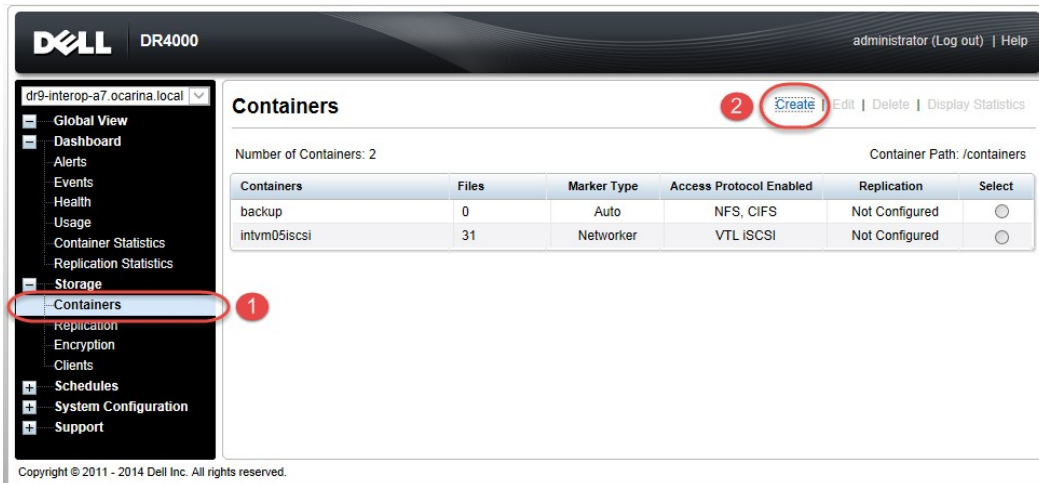 DELL DR4000
administrator (Log out) | Help
dr9-interop-a7.ocarina.local
Global View
Dashboard
Alerts
Events
Health
Usage
Container Statistics
Replication Statistics
Storage
Containers
Replication
Encryption
Clients
Schedules
System Configuration
Support
1
Containers
2
Create | Edit | Delete | Display Statistics
Number of Containers: 2
Container Path: /containers
Containers Files Marker Type Access Protocol Enabled Replication Select
backup 0 Auto NFS, CIFS Not Configured
intvm05iscsi 31 Networker VTL iSCSI Not Configured
Copyright © 2011 - 2014 Dell Inc. All rights reserved.